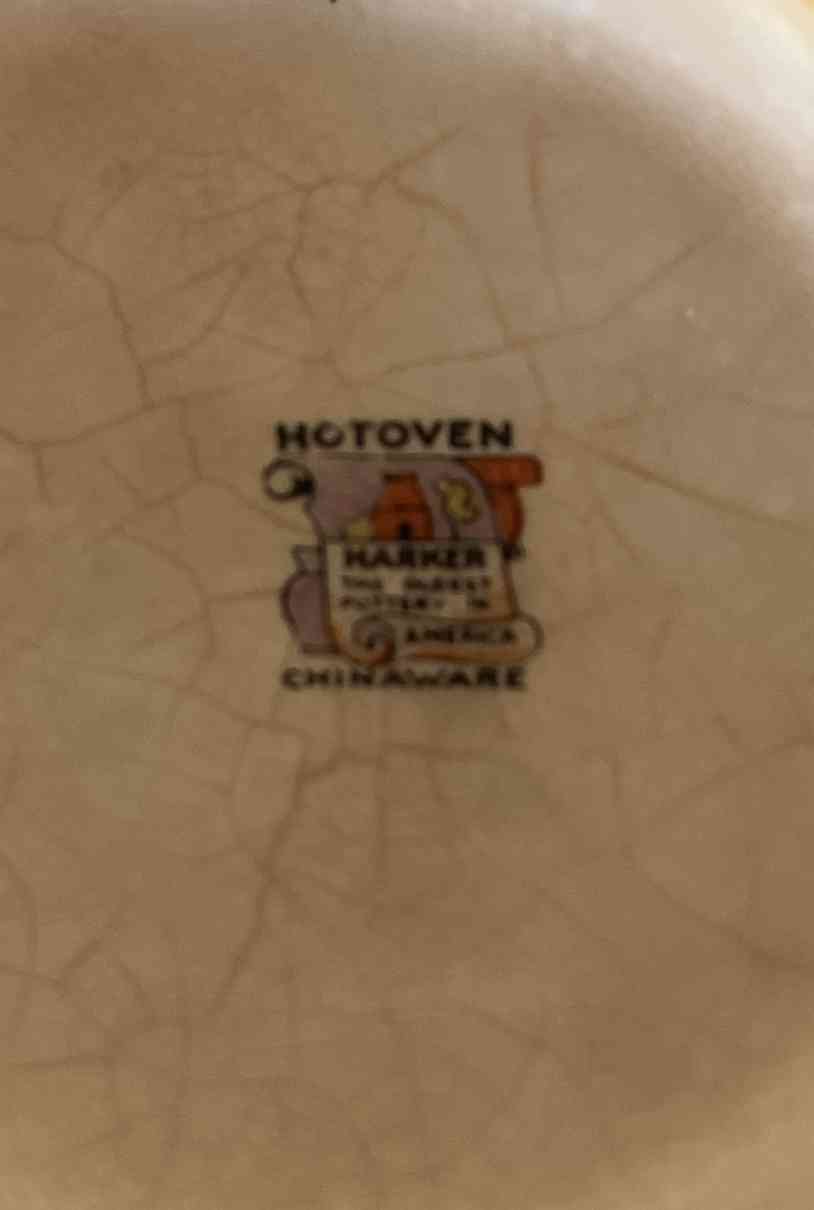 HOTOVEN
HARKER
THE OLDEST
POTTERY IN
AMERICA
CHINAWARE